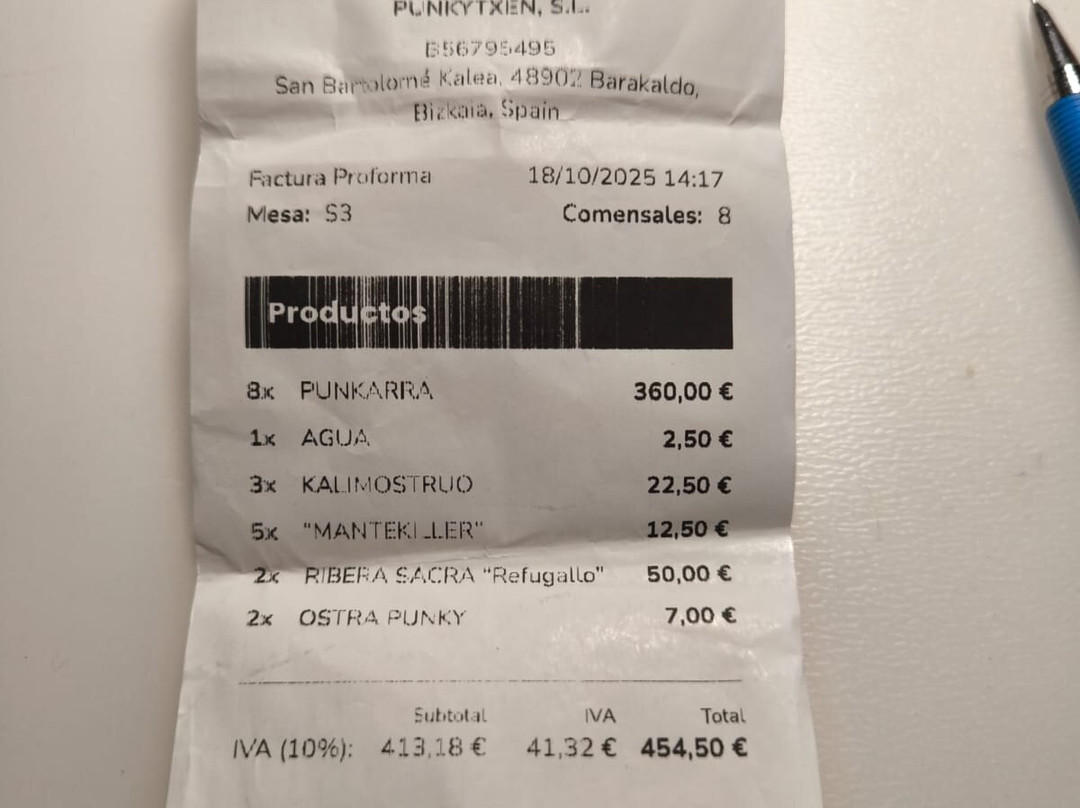 PUNKYTXEN, S.L.
B56795495
San Bartolomé Kalea, 48902 Barakaldo,
Bizkaia, Spain
Factura Proforma 18/10/2025 14:17
Mesa: S3 Comensales: 8
Productos
8x PUNKARRA 360,00 €
1x AGUA 2,50 €
3x KALIMOSTRUO 22,50 €
5x "MANTEKILLER" 12,50 €
2x RIBERA SACRA "Refugallo" 50,00 €
2x OSTRA PUNKY 7,00 €
Subtotal IVA Total
IVA (10%): 413,18 € 41,32 € 454,50 €